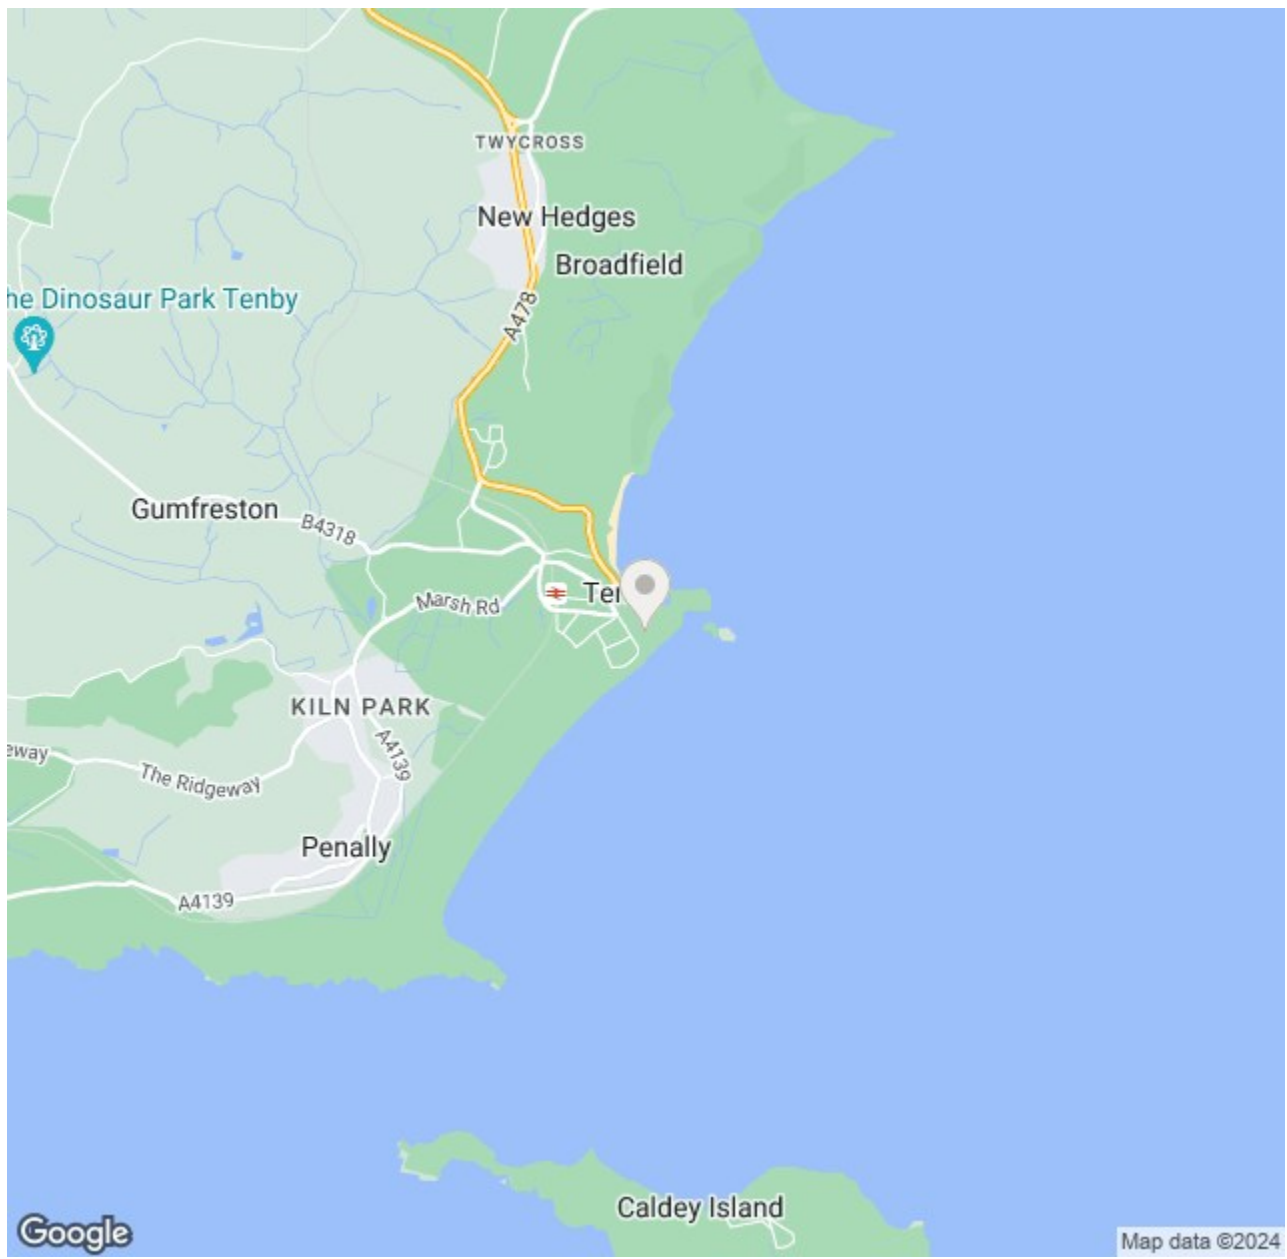 TWYCROSS
New Hedges
Broadfield
he Dinosaur Park Tenby
A478
Gumfreston
B4318
Marsh Rd
Te
KILN PARK
A4139
eway
The Ridgeway
Penally
A4139
Caldey Island
Google
Map data ©2024